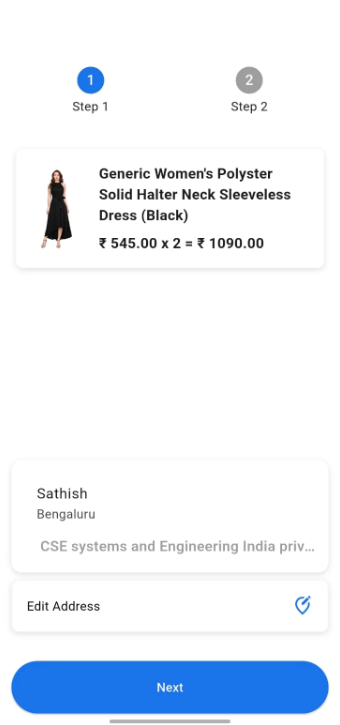 1
2
Step 1
Step 2
Generic Women's Polyster
Solid Halter Neck Sleeveless
Dress (Black)
₹ 545.00 x 2 = ₹ 1090.00
Sathish
Bengaluru
CSE systems and Engineering India priv...
Edit Address
Next